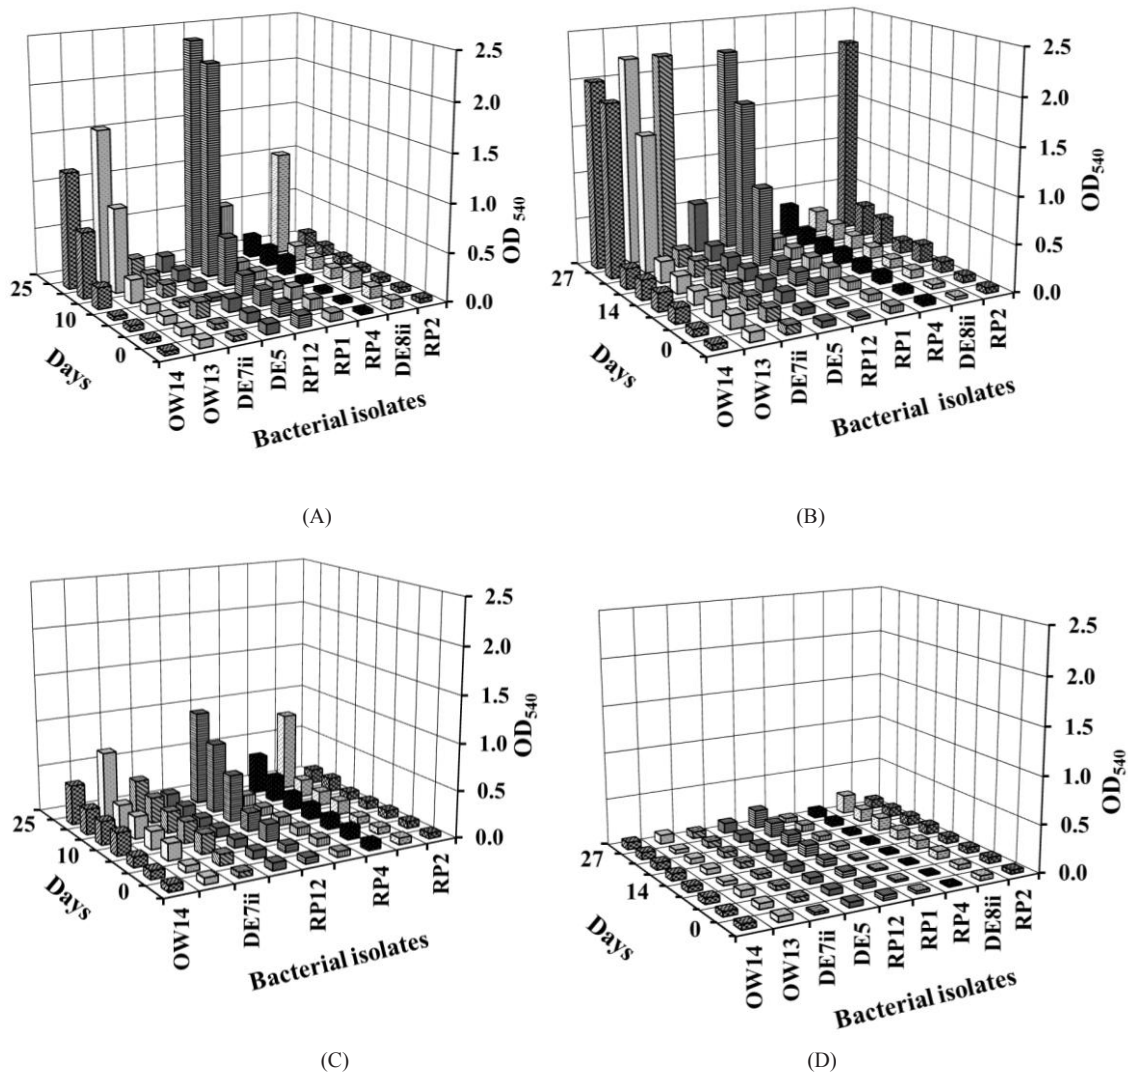 2.5
2.0
1.5
1.0
0.5
0.0
OD 540
25
10
0
Days
OW14
OW13
DE7ii
DE5
RP12
RP1
RP4
DE8ii
RP2
Bacterial isolates
(A)
2.5
2.0
1.5
1.0
0.5
0.0
OD540
27
14
0
Days
OW14
OW13
DE7ii
DE5
RP12
RP1
RP4
DE8ii
RP2
Bacterial isolates
(B)
2.5
2.0
1.5
1.0
0.5
0.0
OD540
25
10
0
Days
OW14
DE7ii
RP12
RP4
RP2
Bacterial isolates
(C)
2.5
2.0
1.5
1.0
0.5
0.0
OD540
27
14
0
Days
OW14
OW13
DE7ii
DE5
RP12
RP1
RP4
DE8ii
RP2
Bacterial isolates
(D)